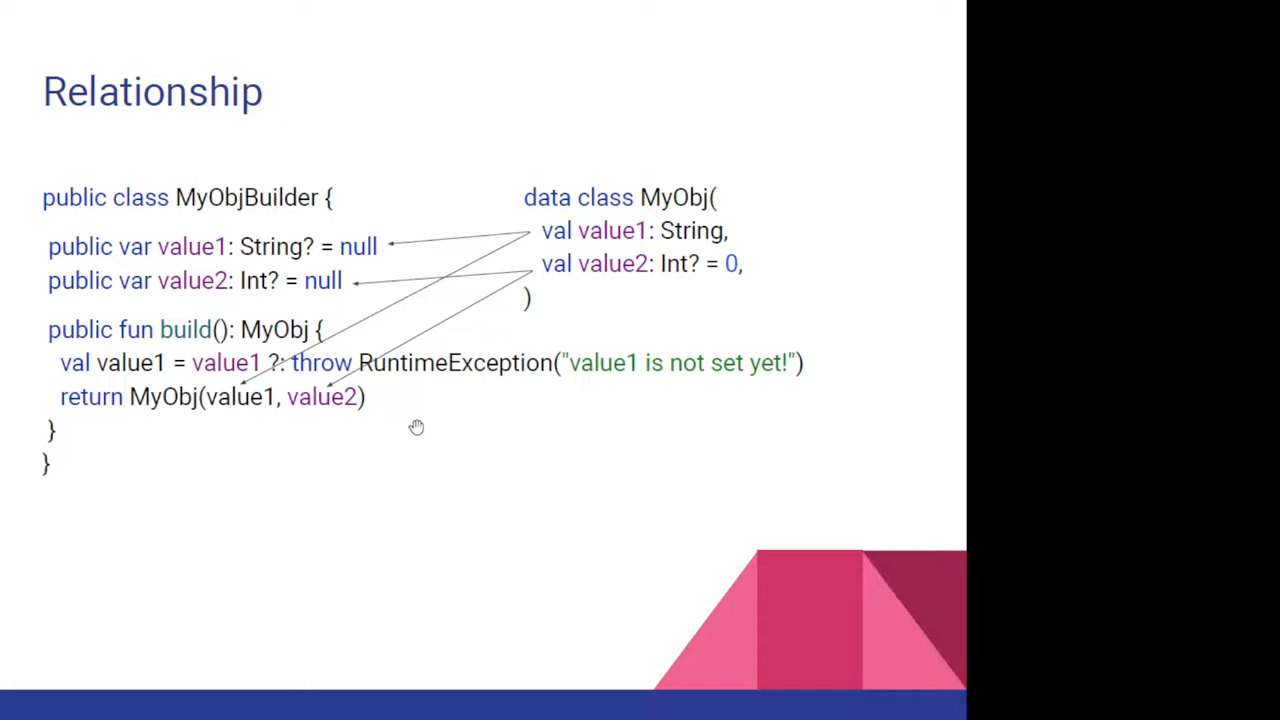 Relationship
public class MyObjBuilder {
public var value1: String? = null
public var value2: Int? = null
public fun build(): MyObj {
val value1 = value1 ?: throw RuntimeException("value1 is not set yet!")
return MyObj(value1, value2)
}
}
data class MyObj(
val value1: String,
val value2: Int? = 0,
)